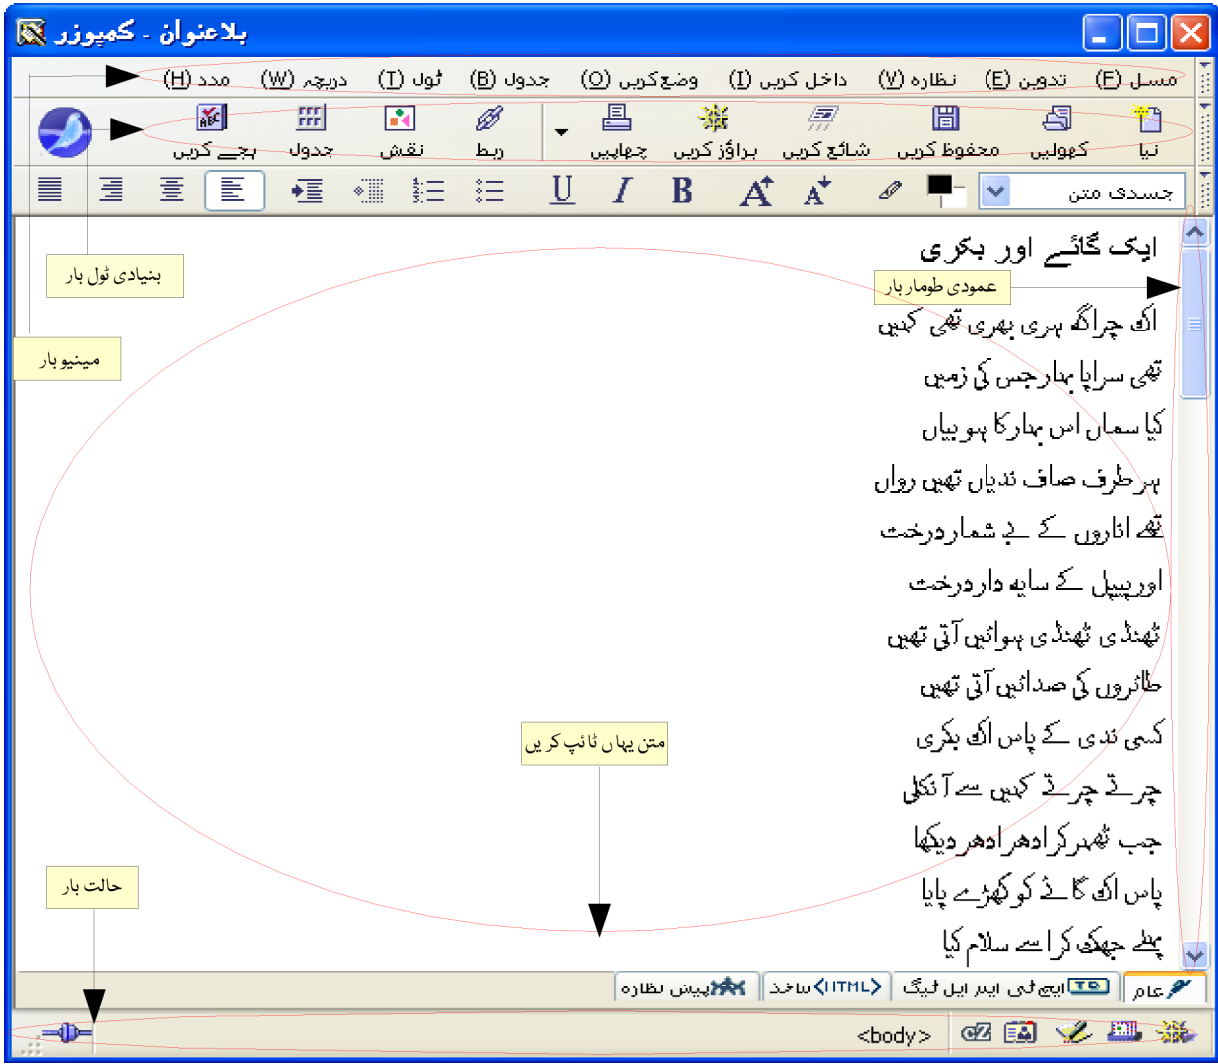 بلاعنوان - کمپوزر
مسل (F) تدوین (E) نظارہ (V) داخل کریں (I) وضع کریں (O) جدول (B) ٹول (T) دریچہ (W) مدد (H)
نیا کھولیں محفوظ کریں شائع کریں براؤز کریں چھاپیں ربط نقش جدول ہجے کریں
جسدی متن A A B I U
ایک گائے اور بکری
بنیادی ٹول بار
عمودی طومار بار
اک چراگہ ہری بھری تھی کہیں
مینیو بار
تھی سراپا بہار جس کی زمیں
کیا سماں اس بہار کا ہو بیاں
ہر طرف صاف ندیاں تھیں رواں
تھے اناروں کے بے شمار درخت
اور پیپل کے سایہ دار درخت
ٹھنڈی ٹھنڈی ہوائیں آتی تھیں
طائروں کی صدائیں آتی تھیں
کسی ندی کے پاس اک بکری
متن یہاں ٹائپ کریں
چرتے چرتے کہیں سے آ نکلی
جب ٹھہر کر ادھر ادھر دیکھا
پاس اک گائے کو کھڑے پایا
حالت بار
پہلے جھک کر اسے سلام کیا
عام TD ایچ ٹی ایم ایل ٹیگ <HTML> ماخذ پیش نظارہ
<body> CZ